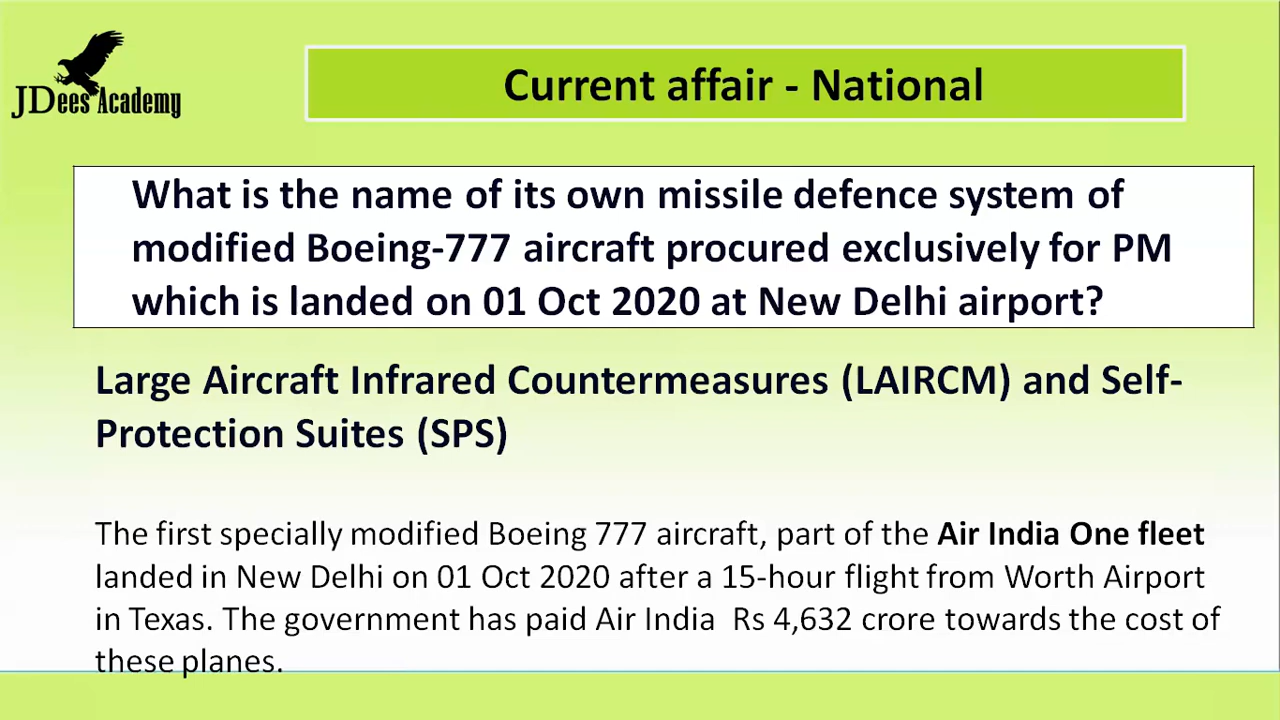 JDees Academy
Current affair - National
What is the name of its own missile defence system of
modified Boeing-777 aircraft procured exclusively for PM
which is landed on 01 Oct 2020 at New Delhi airport?
Large Aircraft Infrared Countermeasures (LAIRCM) and Self-
Protection Suites (SPS)
The first specially modified Boeing 777 aircraft, part of the Air India One fleet
landed in New Delhi on 01 Oct 2020 after a 15-hour flight from Worth Airport
in Texas. The government has paid Air India Rs 4,632 crore towards the cost of
these planes.